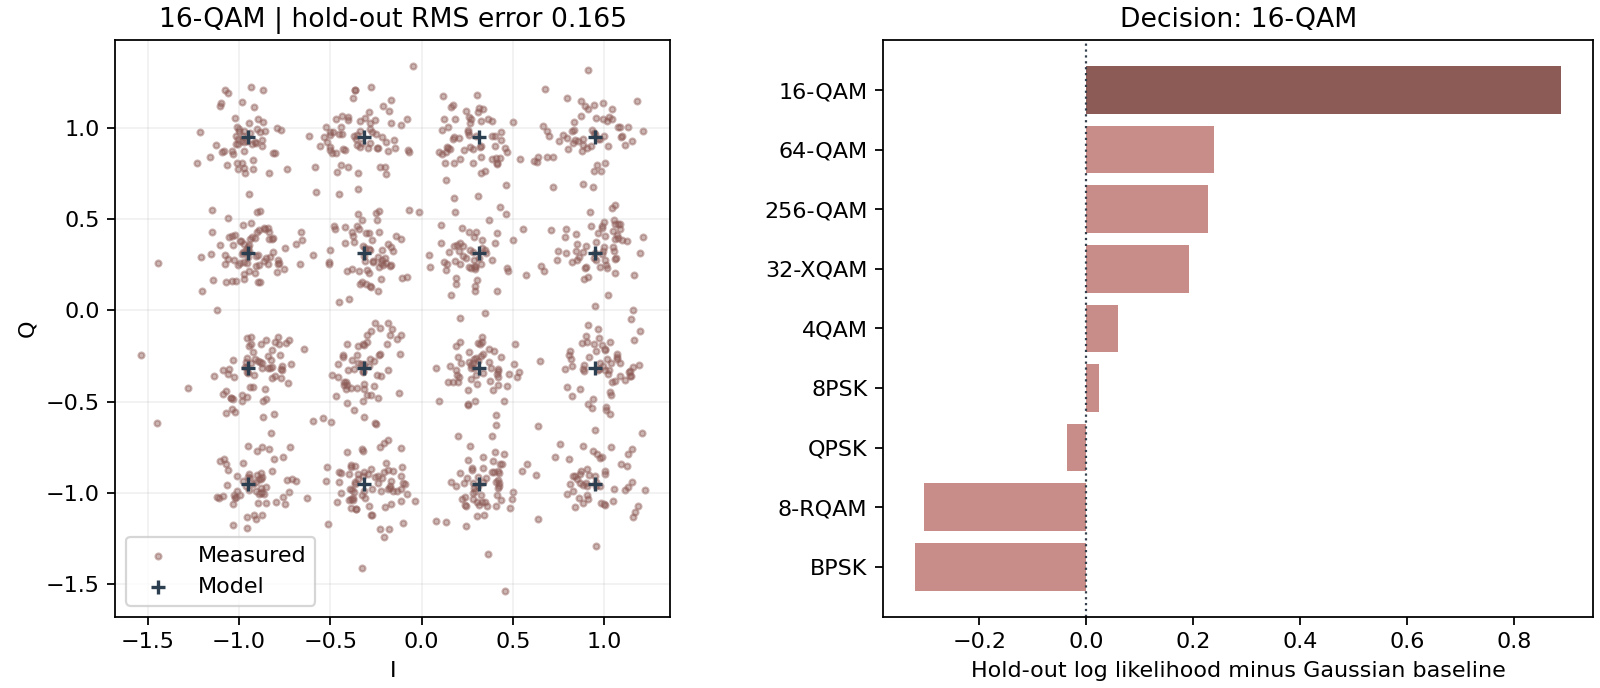 16-QAM | hold-out RMS error 0.165
Q
1.0
0.5
0.0
−0.5
−1.0
−1.5
Measured
Model
−1.5
−1.0
−0.5
0.0
0.5
1.0
I
Decision: 16-QAM
16-QAM
64-QAM
256-QAM
32-XQAM
4QAM
8PSK
QPSK
8-RQAM
BPSK
−0.2
0.0
0.2
0.4
0.6
0.8
Hold-out log likelihood minus Gaussian baseline